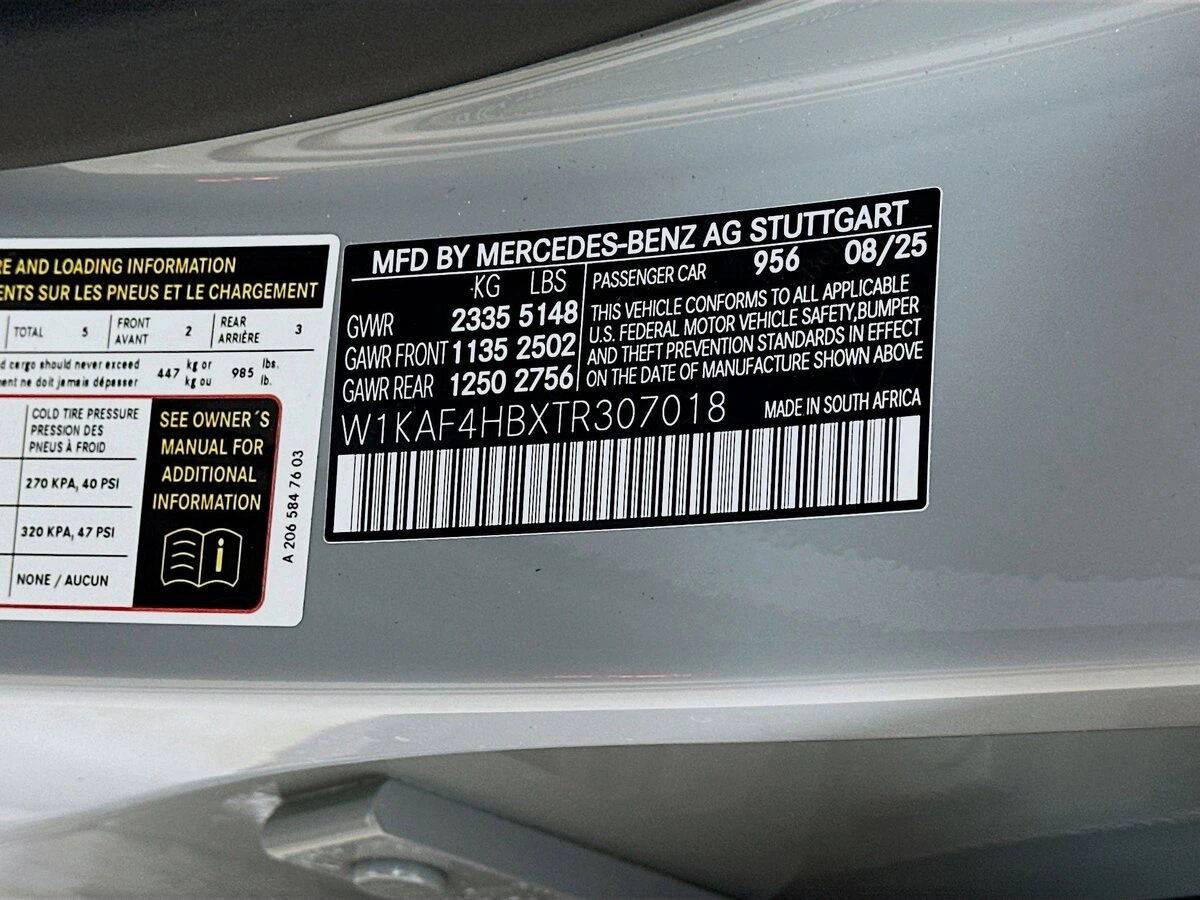 RE AND LOADING INFORMATION
ENTS SUR LES PNEUS ET LE CHARGEMENT
TOTAL 5 FRONT AVANT 2 REAR ARRIÈRE 3
d cargo should never exceed
ent ne doit jamais dépasser
447 kg or kg ou 985 lbs. lb.
COLD TIRE PRESSURE
PRESSION DES
PNEUS À FROID
270 KPA, 40 PSI
320 KPA, 47 PSI
NONE / AUCUN
SEE OWNER´S
MANUAL FOR
ADDITIONAL
INFORMATION
i
A 206 584 76 03
MFD BY MERCEDES-BENZ AG STUTTGART
KG LBS
GVWR 2335 5148
GAWR FRONT 1135 2502
GAWR REAR 1250 2756
PASSENGER CAR 956 08/25
THIS VEHICLE CONFORMS TO ALL APPLICABLE
U.S. FEDERAL MOTOR VEHICLE SAFETY,BUMPER
AND THEFT PREVENTION STANDARDS IN EFFECT
ON THE DATE OF MANUFACTURE SHOWN ABOVE
W1KAF4HBXTR307018 MADE IN SOUTH AFRICA